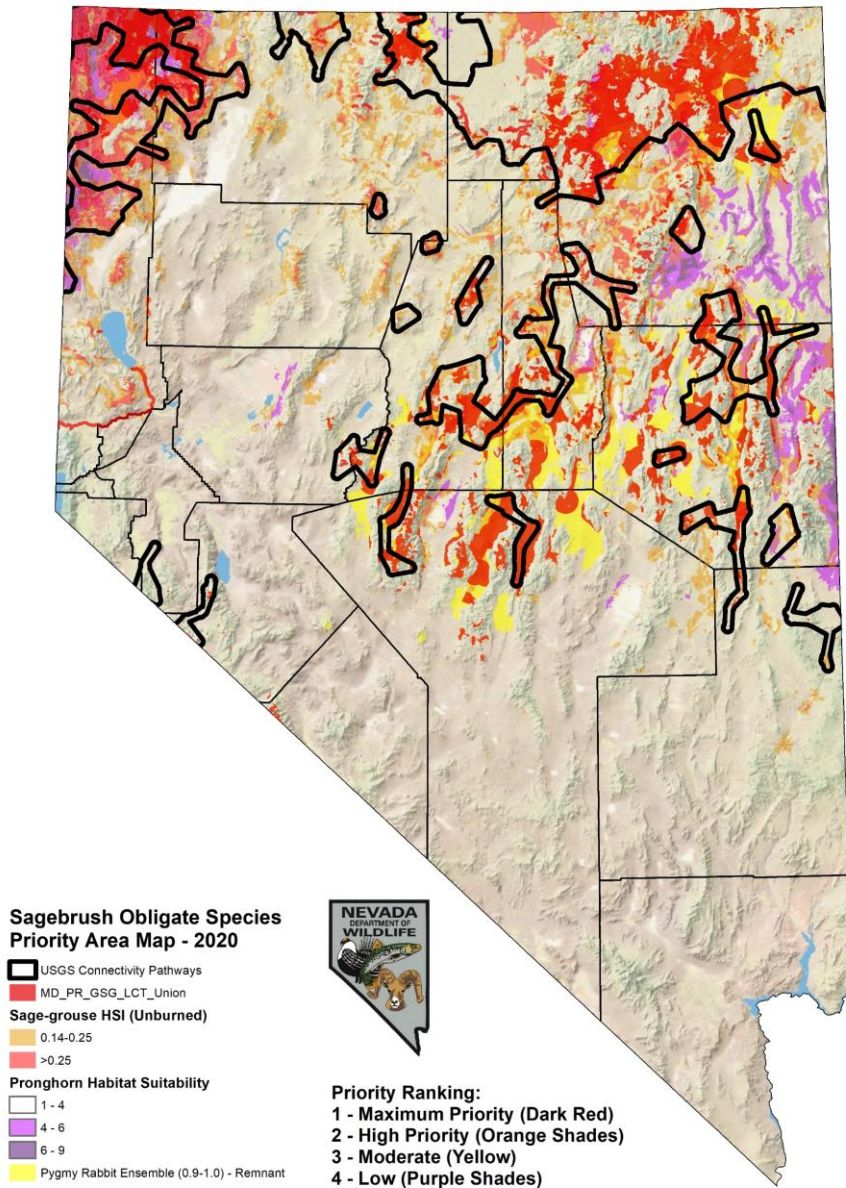 Sagebrush Obligate Species
Priority Area Map - 2020
USGS Connectivity Pathways
MD_PR_GSG_LCT_Union
Sage-grouse HSI (Unburned)
0.14-0.25
>0.25
Pronghorn Habitat Suitability
1 - 4
4 - 6
6 - 9
Pygmy Rabbit Ensemble (0.9-1.0) - Remnant
NEVADA
DEPARTMENT OF
WILDLIFE
Priority Ranking:
1 - Maximum Priority (Dark Red)
2 - High Priority (Orange Shades)
3 - Moderate (Yellow)
4 - Low (Purple Shades)